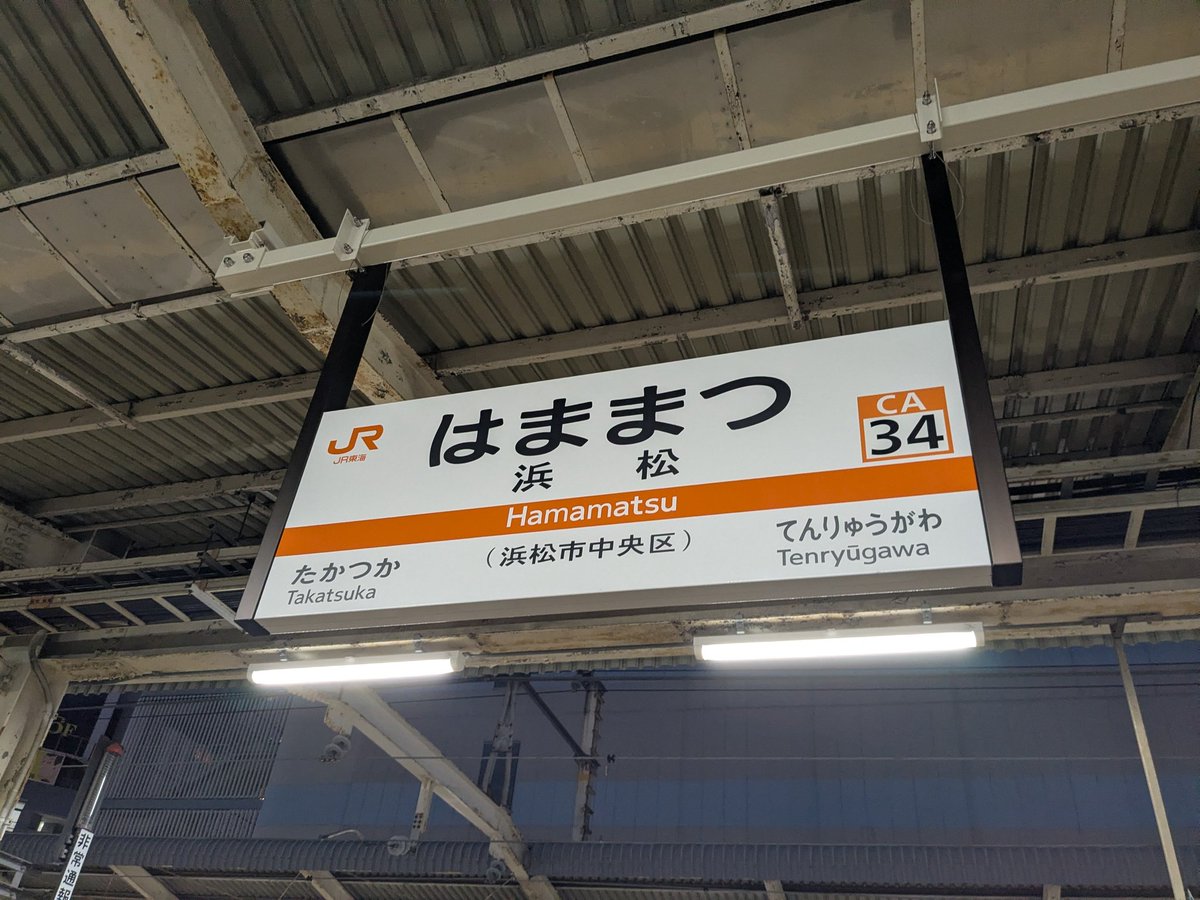 JR
JR東海
はままつ
浜松
CA
34
Hamamatsu
(浜松市中央区)
たかつか
Takatsuka
てんりゅうがわ
Tenryūgawa
非常通報